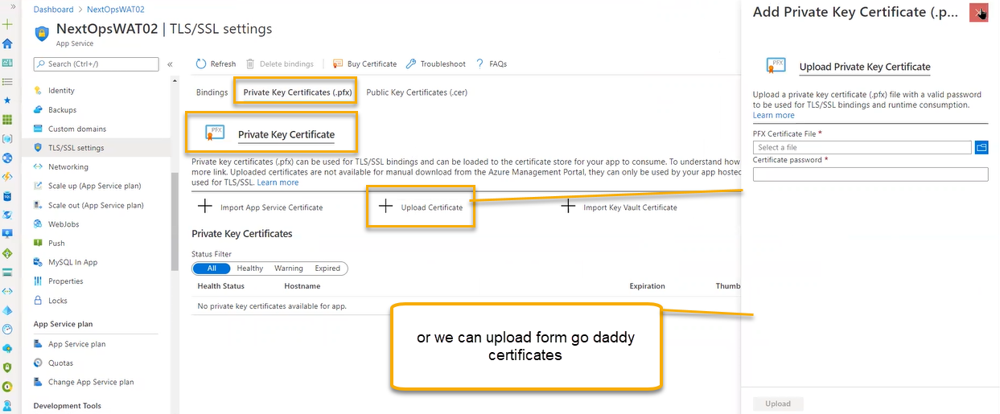 Dashboard > NextOpsWAT02
NextOpsWAT02 | TLS/SSL settings
App Service
Search (Ctrl+/)
Identity
Backups
Custom domains
TLS/SSL settings
Networking
Scale up (App Service plan)
Scale out (App Service plan)
WebJobs
Push
MySQL In App
Properties
Locks
App Service plan
App Service plan
Quotas
Change App Service plan
Development Tools
Refresh
Delete bindings
Buy Certificate
Troubleshoot
? FAQs
Bindings
Private Key Certificates (.pfx)
Public Key Certificates (.cer)
PFX
Private Key Certificate
Private key certificates (.pfx) can be used for TLS/SSL bindings and can be loaded to the certificate store for your app to consume. To understand how
more link. Uploaded certificates are not available for manual download from the Azure Management Portal, they can only be used by your app hosted
used for TLS/SSL. Learn more
Import App Service Certificate
Upload Certificate
Import Key Vault Certificate
Private Key Certificates
Status Filter
All Healthy Warning Expired
Health Status Hostname Expiration Thumb
No private key certificates available for app.
or we can upload form go daddy
certificates
Add Private Key Certificate (.p...
PFX
Upload Private Key Certificate
Upload a private key certificate (.pfx) file with a valid password
to be used for TLS/SSL bindings and runtime consumption.
Learn more
PFX Certificate File *
Select a file
Certificate password *
Upload